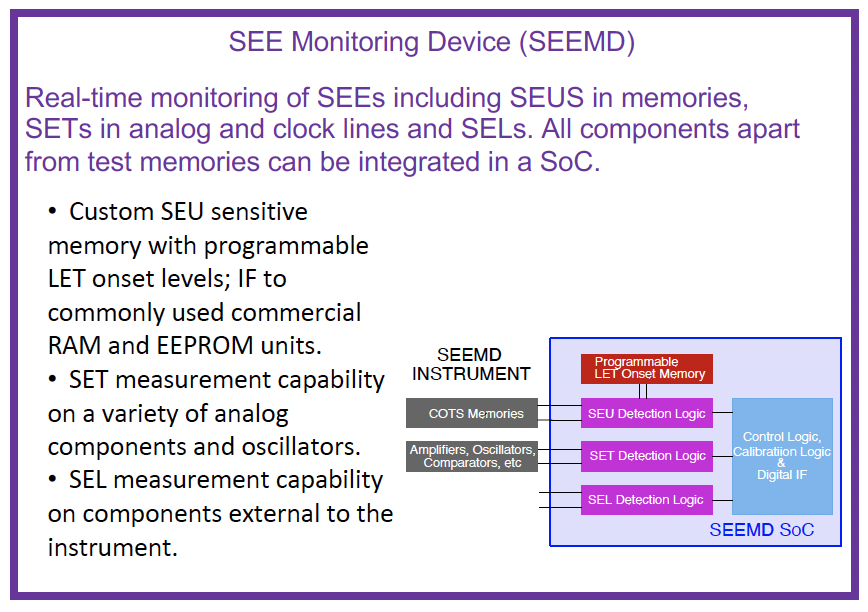 SEE Monitoring Device (SEEMD)
Real-time monitoring of SEEs including SEUS in memories,
SETs in analog and clock lines and SELs. All components apart
from test memories can be integrated in a SoC.
• Custom SEU sensitive
memory with programmable
LET onset levels; IF to
commonly used commercial
RAM and EEPROM units.
• SET measurement capability
on a variety of analog
components and oscillators.
• SEL measurement capability
on components external to the
instrument.
SEEMD
INSTRUMENT
Programmable
LET Onset Memory
COTS Memories
SEU Detection Logic
Amplifiers, Oscillators,
Comparators, etc
SET Detection Logic
SEL Detection Logic
Control Logic,
Calibratiion Logic
&
Digital IF
SEEMD SoC